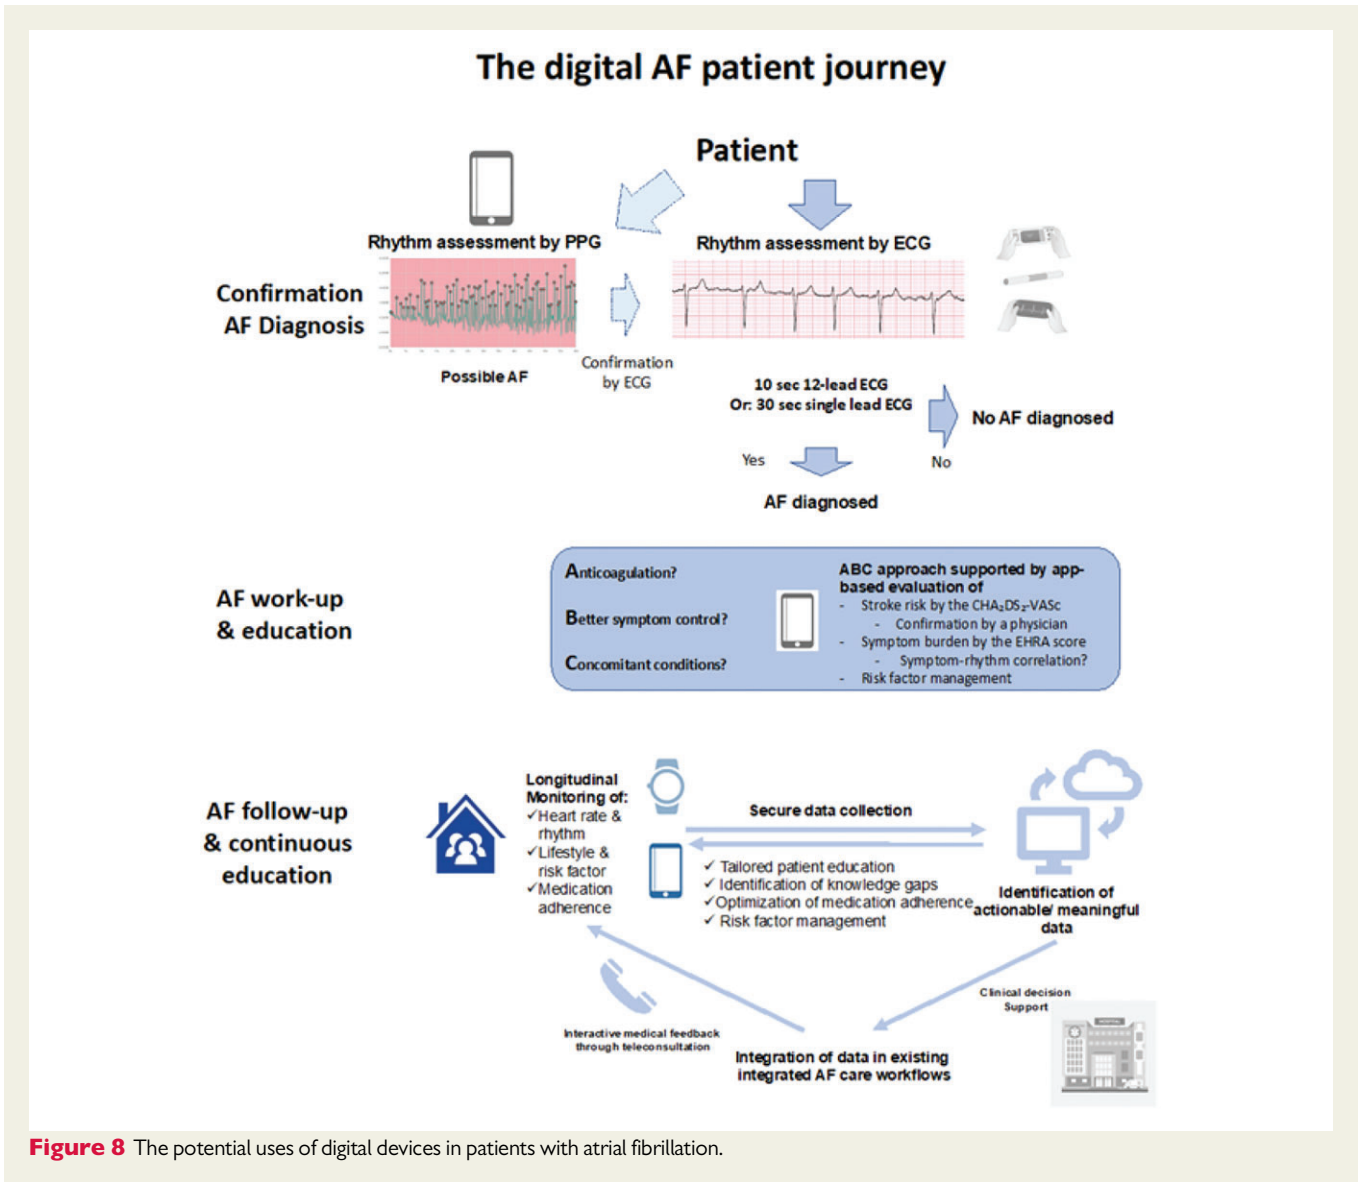 The digital AF patient journey
Patient
Rhythm assessment by PPG
Rhythm assessment by ECG
Confirmation
AF Diagnosis
Possible AF
Confirmation
by ECG
10 sec 12-lead ECG
Or: 30 sec single lead ECG
No AF diagnosed
Yes
No
AF diagnosed
AF work-up
& education
Anticoagulation?
Better symptom control?
Concomitant conditions?
ABC approach supported by app-
based evaluation of
- Stroke risk by the CHA₂DS₂-VASc
- Confirmation by a physician
- Symptom burden by the EHRA score
- Symptom-rhythm correlation?
- Risk factor management
AF follow-up
& continuous
education
Longitudinal
Monitoring of:
✓Heart rate &
rhythm
✓Lifestyle &
risk factor
✓Medication
adherence
Secure data collection
✓ Tailored patient education
✓ Identification of knowledge gaps
✓Optimization of medication adherence
✓ Risk factor management
Identification of
actionable/ meaningful
data
Clinical decision
Support
HOSPITAL
Interactive medical feedback
through teleconsultation
Integration of data in existing
integrated AF care workflows
Figure 8 The potential uses of digital devices in patients with atrial fibrillation.